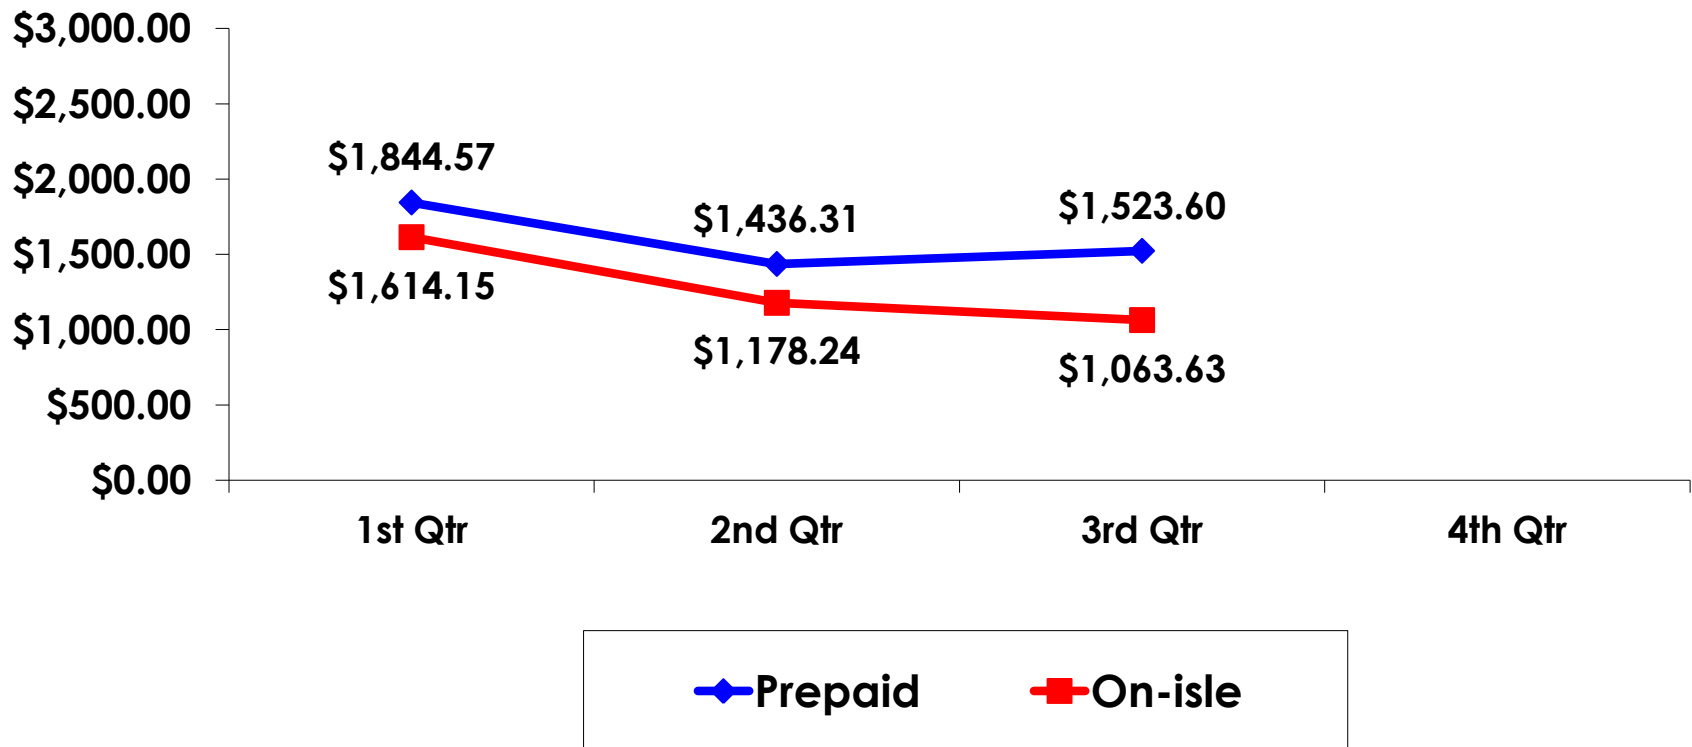 $3,000.00
$2,500.00
$2,000.00
$1,500.00
$1,000.00
$500.00
$0.00
$1,844.57
$1,436.31
$1,523.60
$1,614.15
$1,178.24
$1,063.63
1st Qtr
2nd Qtr
3rd Qtr
4th Qtr
Prepaid
On-isle